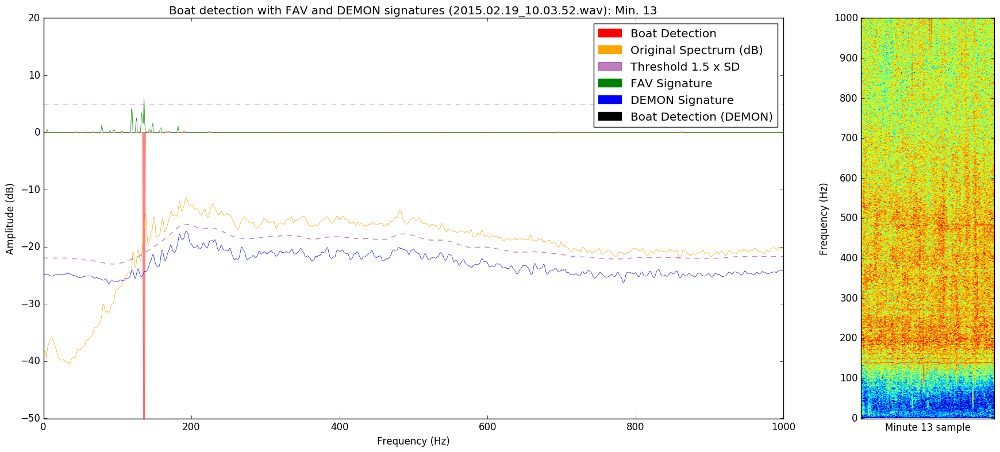 Boat detection with FAV and DEMON signatures (2015.02.19_10.03.52.wav): Min. 13
Boat Detection
Original Spectrum (dB)
Threshold 1.5 x SD
FAV Signature
DEMON Signature
Boat Detection (DEMON)
Amplitude (dB)
20
10
0
−10
−20
−30
−40
−50
0
200
400
600
800
1000
Frequency (Hz)
Frequency (Hz)
1000
900
800
700
600
500
400
300
200
100
0
Minute 13 sample